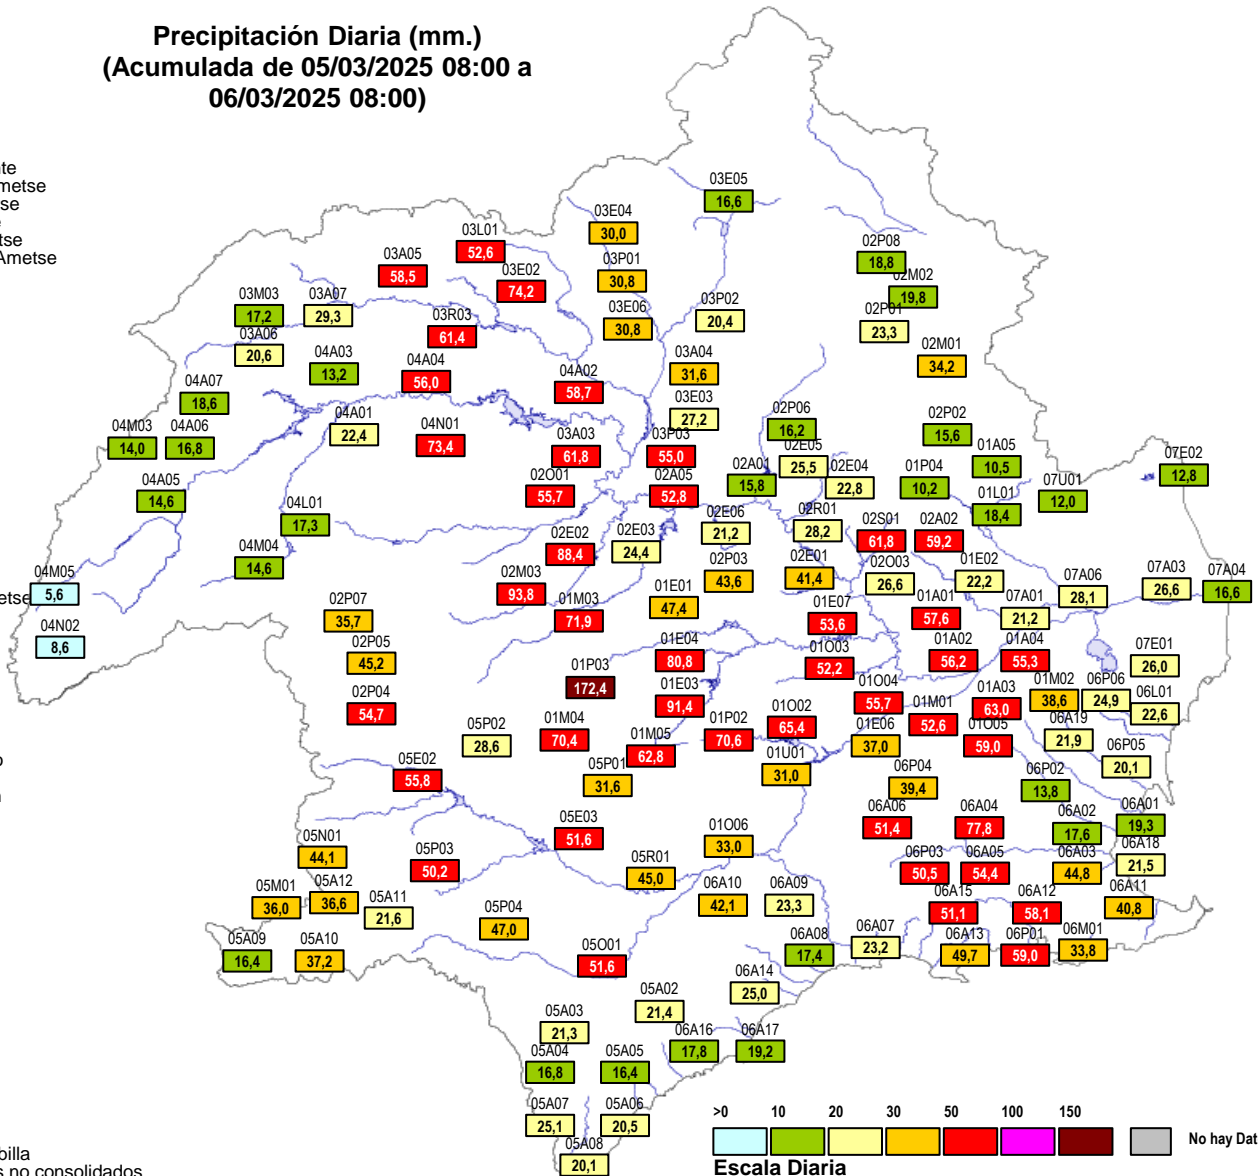 Precipitación Diaria (mm.)
(Acumulada de 05/03/2025 08:00 a
06/03/2025 08:00)
03E05
16,6
03E04
30,0
03L01
52,6
03A05
58,5
03E02
74,2
03P01
30,8
02P08
18,8
02M02
19,8
03M03
17,2
03A07
29,3
03R03
61,4
03E06
30,8
03P02
20,4
02P01
23,3
03A06
20,6
04A03
13,2
04A04
56,0
04A02
58,7
03A04
31,6
02M01
34,2
04A07
18,6
04A01
22,4
04N01
73,4
03E03
27,2
02P06
16,2
02P02
15,6
04M03
14,0
04A06
16,8
03A03
61,8
03P03
55,0
02E05
25,5
01A05
10,5
07E02
12,8
04A05
14,6
02O01
55,7
02A05
52,8
02A01
15,8
02E04
22,8
01P04
10,2
07U01
12,0
04L01
17,3
01L01
18,4
02E06
21,2
02R01
28,2
02S01
61,8
02A02
59,2
04M04
14,6
02E02
88,4
02E03
24,4
02P03
43,6
02E01
41,4
02O03
26,6
01E02
22,2
04M05
5,6
etse
02M03
93,8
01M03
71,9
01E01
47,4
07A06
28,1
07A03
26,6
07A04
16,6
02P07
35,7
01E07
53,6
01A01
57,6
07A01
21,2
04N02
8,6
02P05
45,2
01E04
80,8
01O03
52,2
01A02
56,2
01A04
55,3
07E01
26,0
01P03
172,4
02P04
54,7
01E03
91,4
01O04
55,7
01M01
52,6
01A03
63,0
01M02
38,6
06P06
24,9
06L01
22,6
05P02
28,6
01M04
70,4
01M05
62,8
01P02
70,6
01O02
65,4
01E06
37,0
01O05
59,0
06A19
21,9
06P05
20,1
05E02
55,8
05P01
31,6
01U01
31,0
06P04
39,4
06P02
13,8
05E03
51,6
01O06
33,0
06A06
51,4
06A04
77,8
06A02
17,6
06A01
19,3
05N01
44,1
05P03
50,2
05R01
45,0
06P03
50,5
06A05
54,4
06A03
44,8
06A18
21,5
05M01
36,0
05A12
36,6
05A11
21,6
06A10
42,1
06A09
23,3
06A15
51,1
06A12
58,1
06A11
40,8
05P04
47,0
05A09
16,4
05A10
37,2
05O01
51,6
06A08
17,4
06A07
23,2
06A13
49,7
06P01
59,0
06M01
33,8
06A14
25,0
05A02
21,4
05A03
21,3
06A16
17,8
06A17
19,2
05A04
16,8
05A05
16,4
05A07
25,1
05A06
20,5
05A08
20,1
>0 10 20 30 50 100 150
No hay Dat
Escala Diaria
billa
s no consolidados